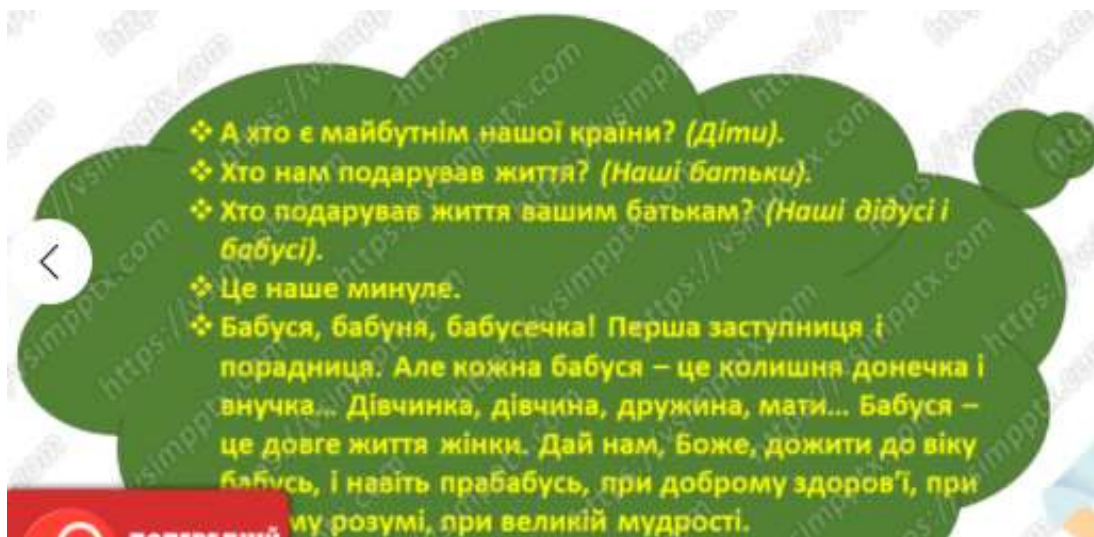 ❖ А хто є майбутнім нашої країни? (Діти).
❖ Хто нам подарував життя? (Наші батьки).
❖ Хто подарував життя вашим батькам? (Наші дідусі і
бабусі).
❖ Це наше минуле.
❖ Бабуся, бабуня, бабусечка! Перша заступниця і
порадниця. Але кожна бабуся – це колишня донечка і
внучка... Дівчинка, дівчина, дружина, мати... Бабуся –
це довге життя жінки. Дай нам, Боже, дожити до віку
бабусь, і навіть прабабусь, при доброму здоров’ї, при
розумі, при великій мудрості.
https://vsimpptx.com